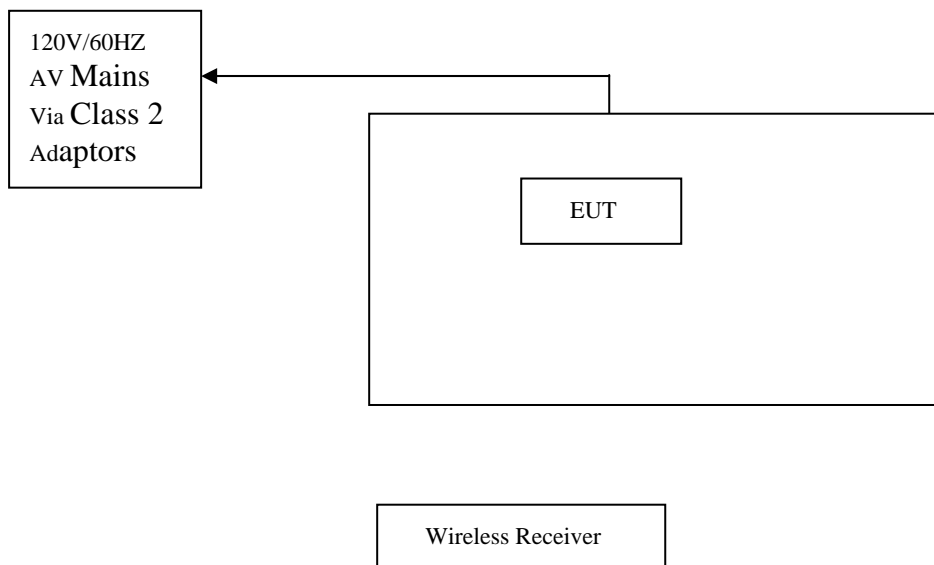 120V/60HZ
AV Mains
Via Class 2
Adaptors
EUT
Wireless Receiver